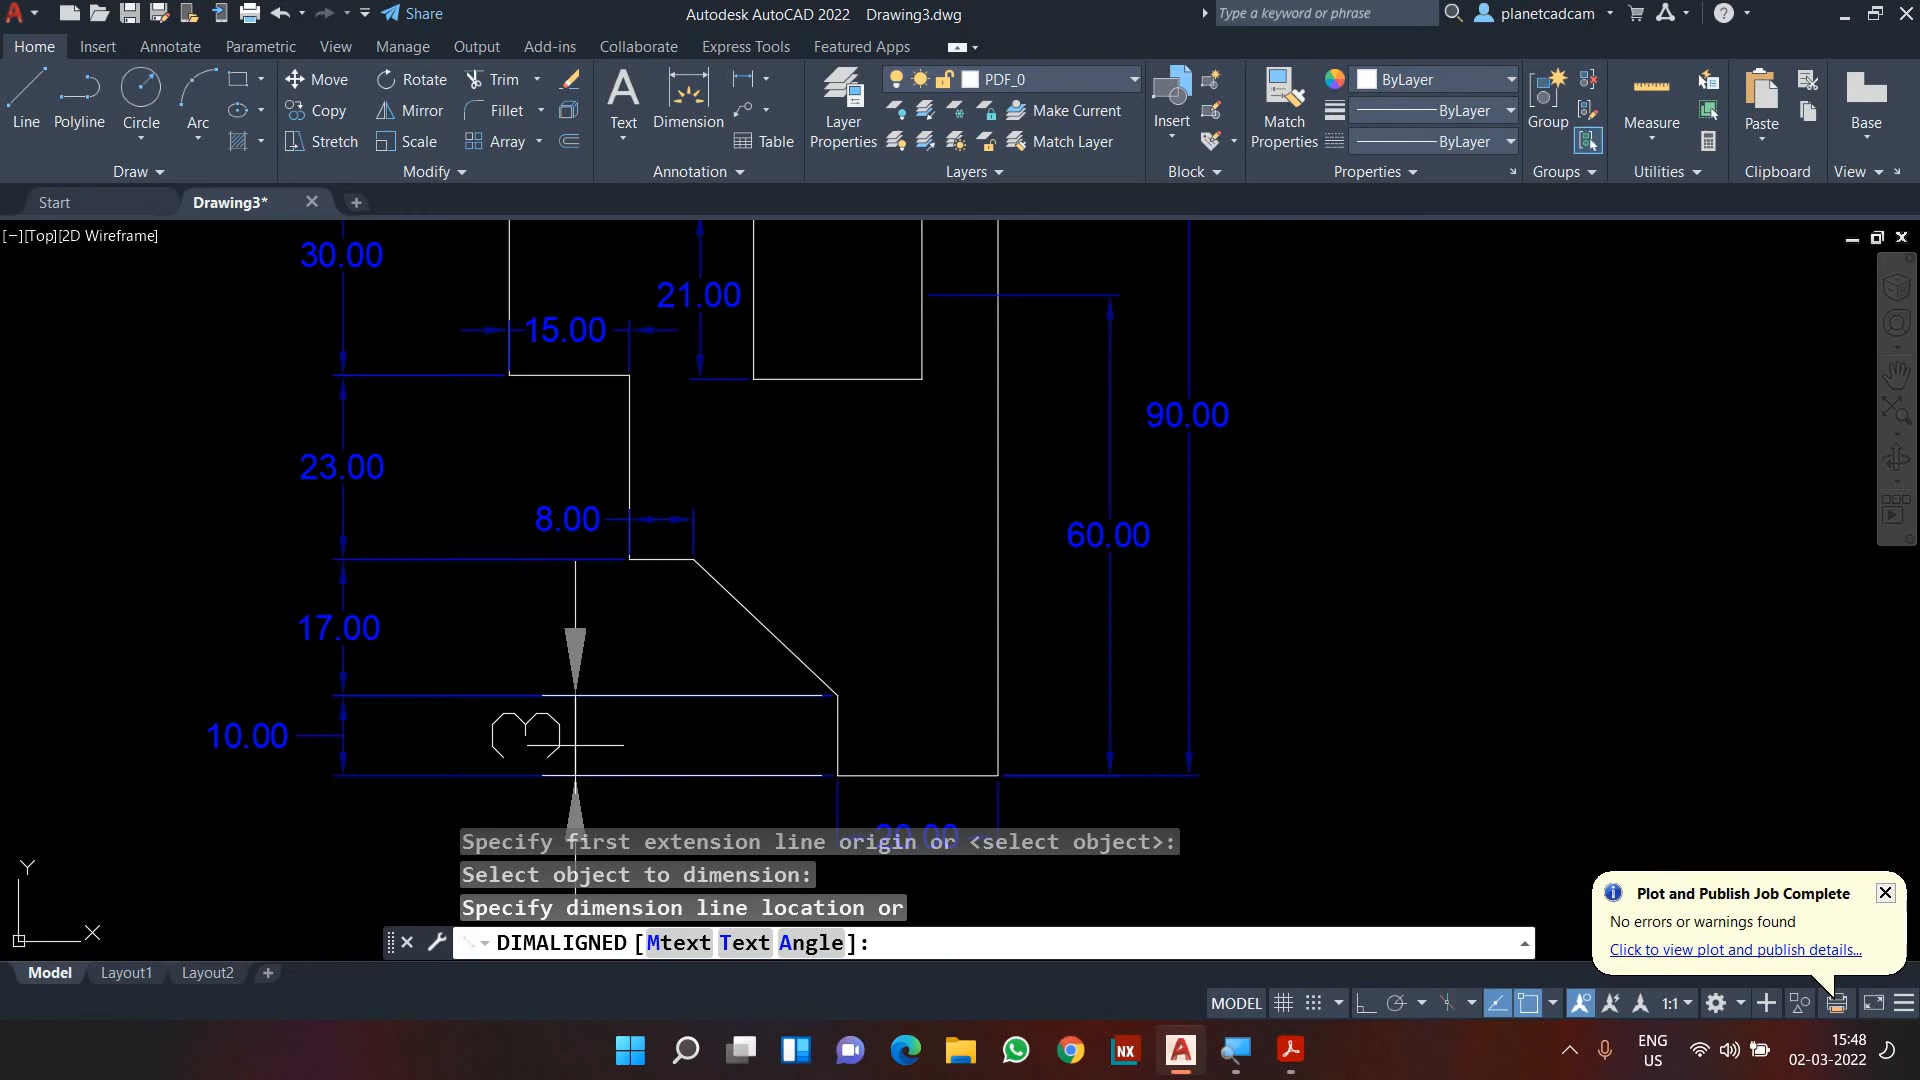 Share
Autodesk AutoCAD 2022 Drawing3.dwg
Type a keyword or phrase
planetcadcam
Home Insert Annotate Parametric View Manage Output Add-ins Collaborate Express Tools Featured Apps
Line Polyline Circle Arc
Move Rotate Trim
Copy Mirror Fillet
Stretch Scale Array
Text Dimension Table
Layer Properties
PDF_0
Make Current
Match Layer
Insert
Match Properties
ByLayer
ByLayer
ByLayer
Group
Measure
Paste
Base
Draw Modify Annotation Layers Block Properties Groups Utilities Clipboard View
Start Drawing3*
[−][Top][2D Wireframe]
30.00
21.00
15.00
90.00
23.00
8.00
60.00
17.00
10.00
3
20.00
Specify first extension line origin or <select object>:
Select object to dimension:
Specify dimension line location or
DIMALIGNED [Mtext Text Angle]:
Y
X
Plot and Publish Job Complete
No errors or warnings found
Click to view plot and publish details...
Model Layout1 Layout2
MODEL 1:1
NX
ENG
US
15:48
02-03-2022